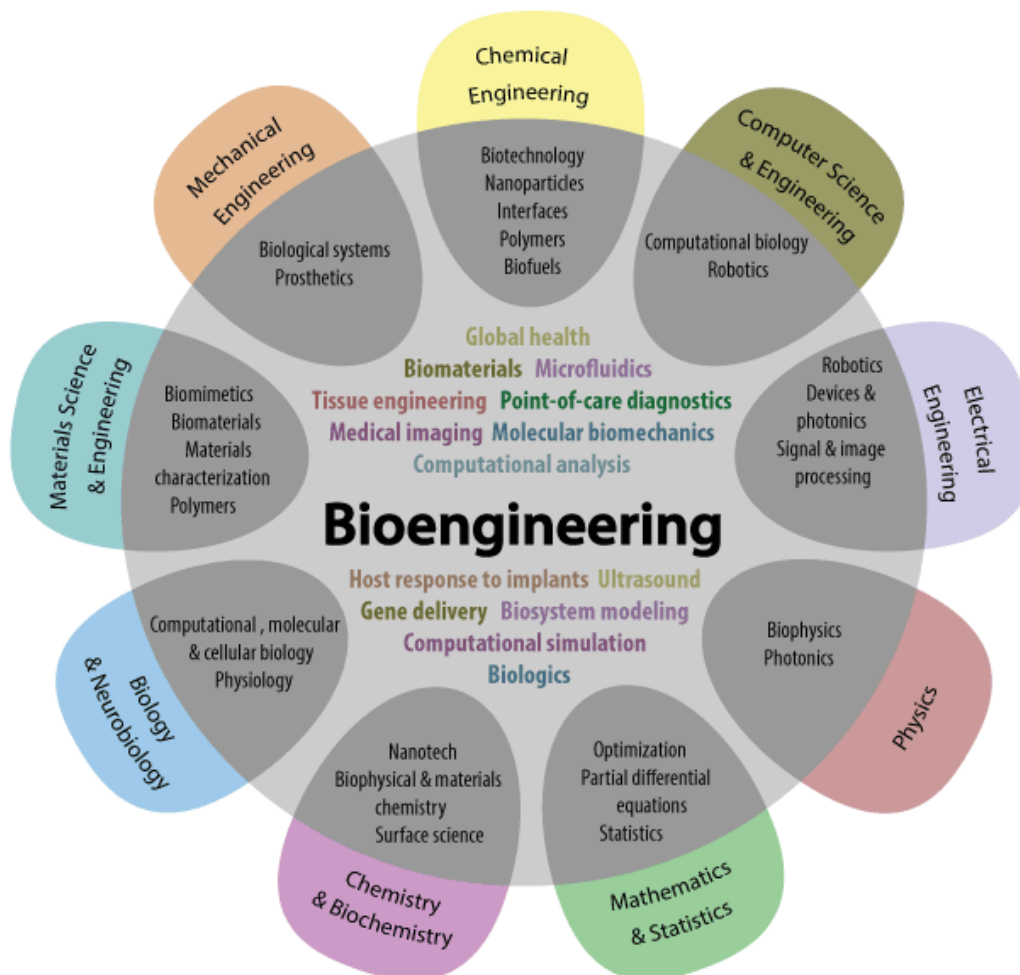 Chemical
Engineering
Biotechnology
Nanoparticles
Interfaces
Polymers
Biofuels
Computer Science
& Engineering
Computational biology
Robotics
Electrical
Engineering
Robotics
Devices &
photonics
Signal & image
processing
Physics
Biophysics
Photonics
Mathematics
& Statistics
Optimization
Partial differential
equations
Statistics
Chemistry
& Biochemistry
Nanotech
Biophysical & materials
chemistry
Surface science
Biology
& Neurobiology
Computational , molecular
& cellular biology
Physiology
Materials Science
& Engineering
Biomimetics
Biomaterials
Materials
characterization
Polymers
Mechanical
Engineering
Biological systems
Prosthetics
Global health
Biomaterials Microfluidics
Tissue engineering Point-of-care diagnostics
Medical imaging Molecular biomechanics
Computational analysis
Bioengineering
Host response to implants Ultrasound
Gene delivery Biosystem modeling
Computational simulation
Biologics